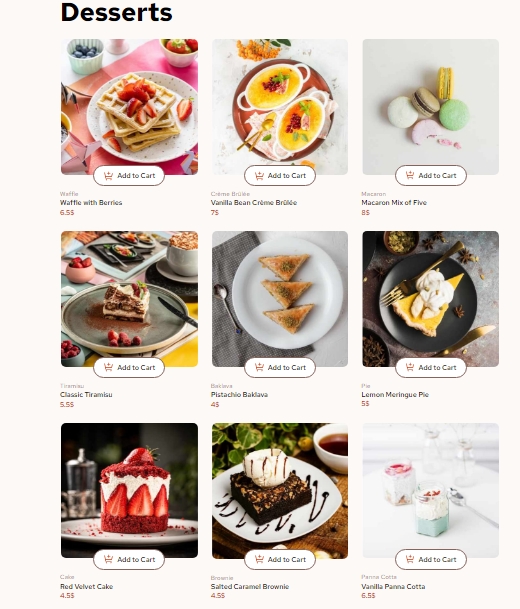 Desserts
Add to Cart
Waffle
Waffle with Berries
6.5$
Add to Cart
Crème Brûlée
Vanilla Bean Crème Brûlée
7$
Add to Cart
Macaron
Macaron Mix of Five
8$
Add to Cart
Tiramisu
Classic Tiramisu
5.5$
Add to Cart
Baklava
Pistachio Baklava
4$
Add to Cart
Pie
Lemon Meringue Pie
5$
Add to Cart
Cake
Red Velvet Cake
4.5$
Add to Cart
Brownie
Salted Caramel Brownie
4.5$
Add to Cart
Panna Cotta
Vanilla Panna Cotta
6.5$